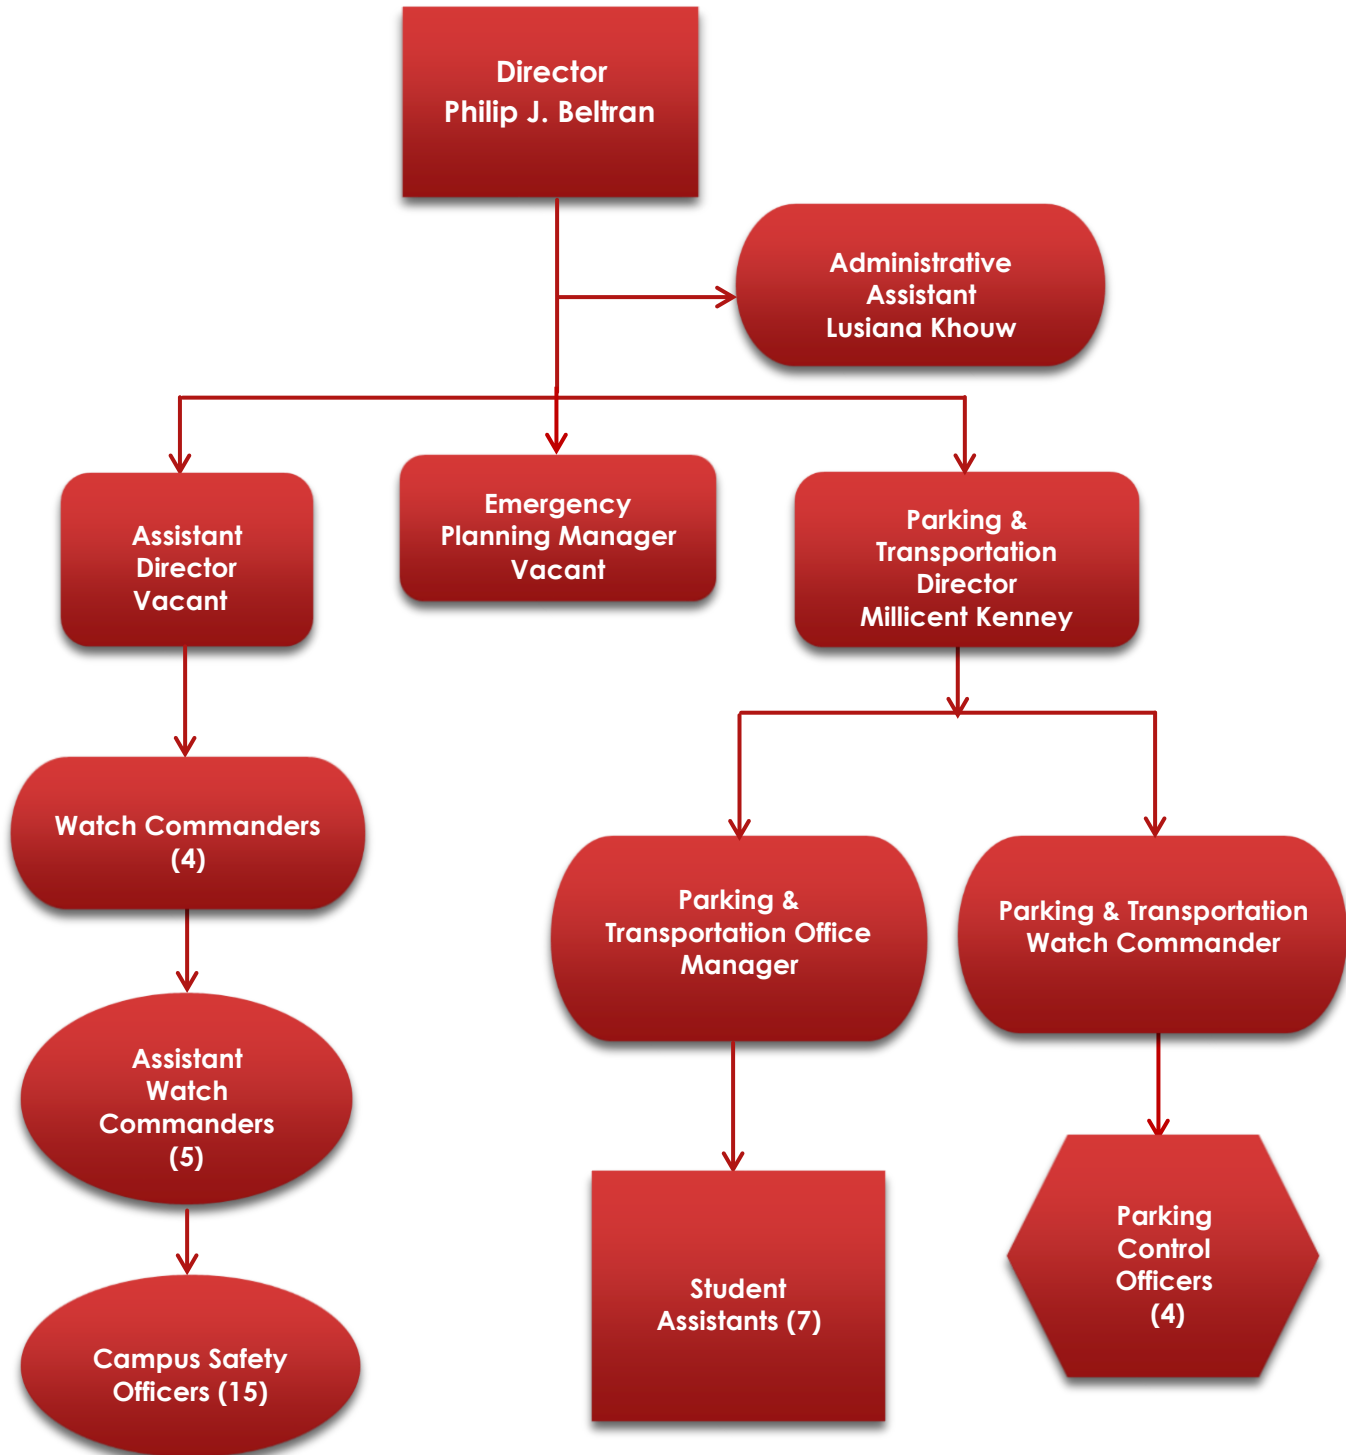 Director
Philip J. Beltran
Administrative
Assistant
Lusiana Khouw
Assistant
Director
Vacant
Emergency
Planning Manager
Vacant
Parking &
Transportation
Director
Millicent Kenney
Watch Commanders
(4)
Parking &
Transportation Office
Manager
Parking & Transportation
Watch Commander
Assistant
Watch
Commanders
(5)
Student
Assistants (7)
Parking
Control
Officers
(4)
Campus Safety
Officers (15)